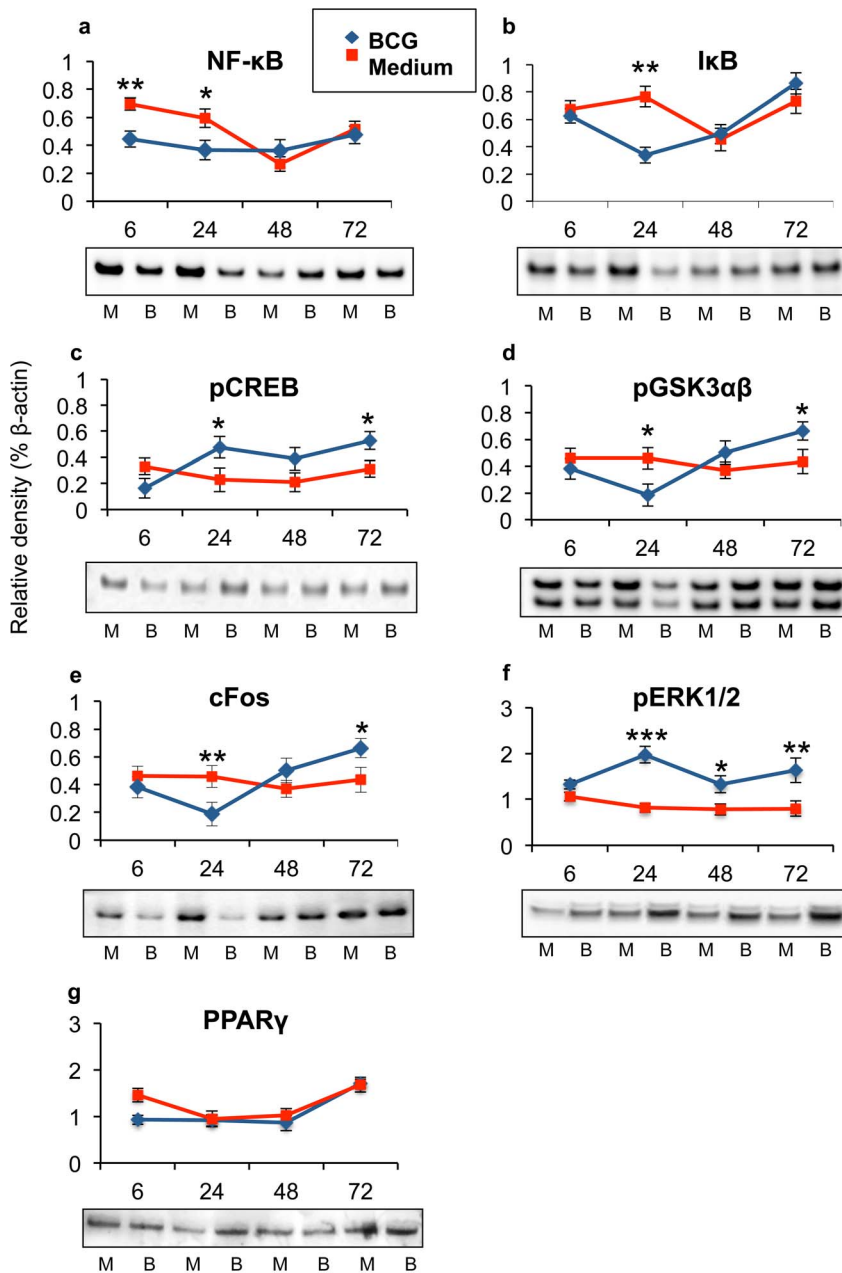 a
NF-κB
BCG
Medium
b
IκB
** *
1
0.8
0.6
0.4
0.2
0
6 24 48 72
M B M B M B M B
**
1
0.8
0.6
0.4
0.2
0
6 24 48 72
M B M B M B M B
Relative density (% β-actin)
c
pCREB
* *
1
0.8
0.6
0.4
0.2
0
6 24 48 72
M B M B M B M B
d
pGSK3αβ
* *
1
0.8
0.6
0.4
0.2
0
6 24 48 72
M B M B M B M B
e
cFos
** *
1
0.8
0.6
0.4
0.2
0
6 24 48 72
M B M B M B M B
f
pERK1/2
*** * **
3
2
1
0
6 24 48 72
M B M B M B M B
g
PPARγ
3
2
1
0
6 24 48 72
M B M B M B M B